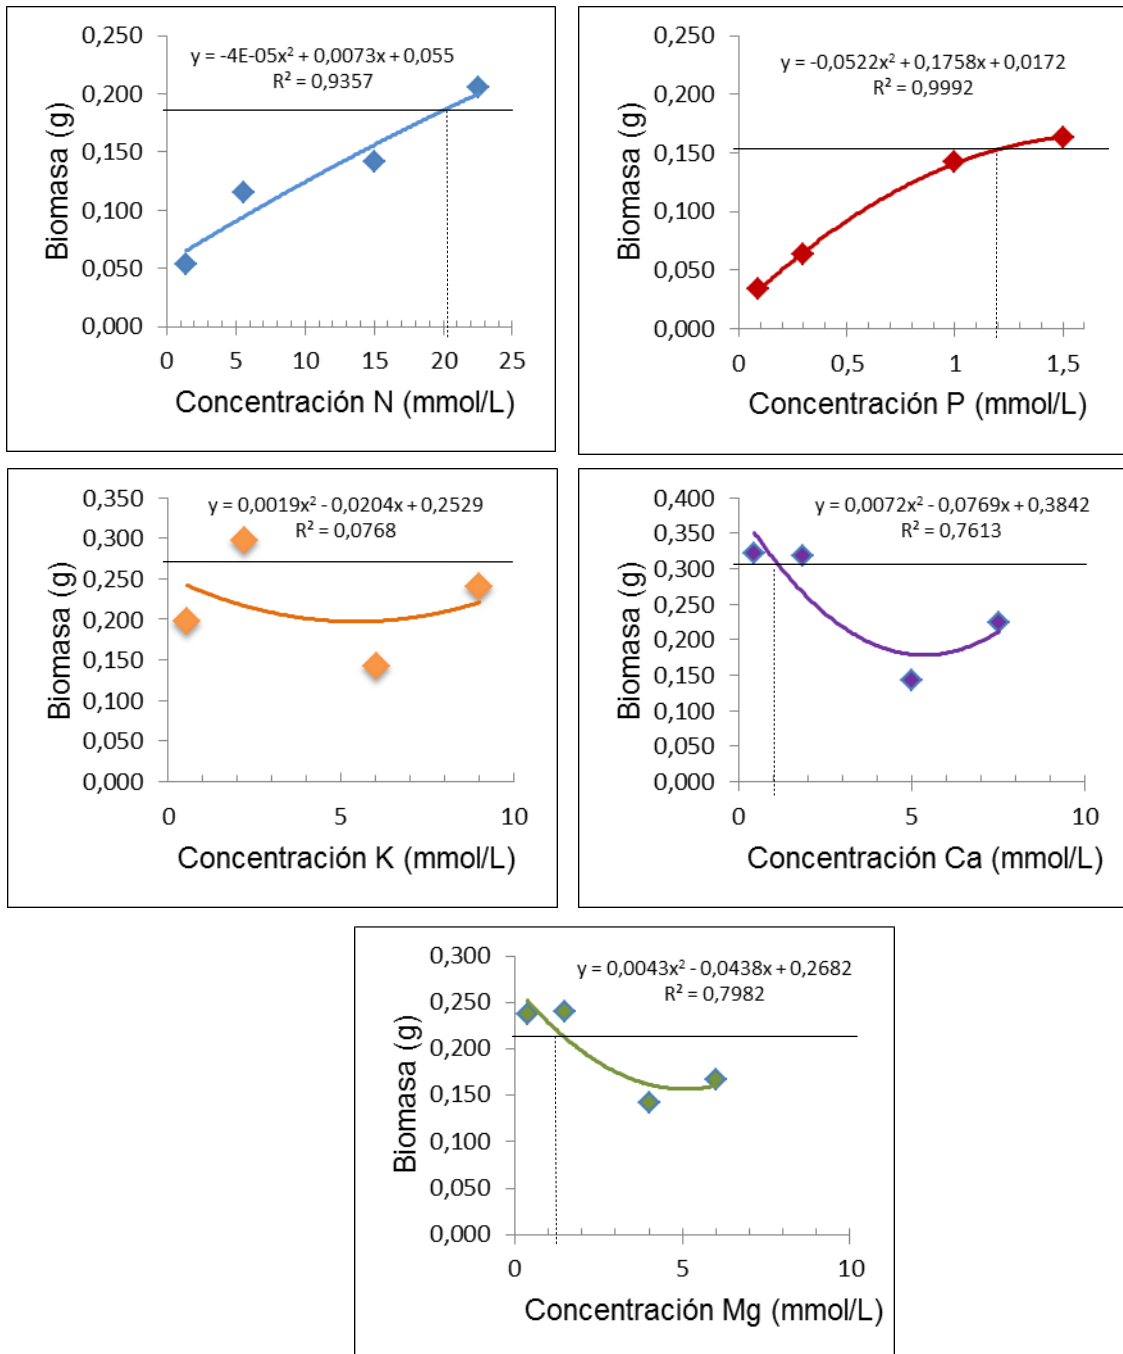 0,250
0,200
0,150
0,100
0,050
0,000
Biomasa (g)
y = -4E-05x² + 0,0073x + 0,055
R² = 0,9357
0 5 10 15 20 25
Concentración N (mmol/L)
0,250
0,200
0,150
0,100
0,050
0,000
Biomasa (g)
y = -0,0522x² + 0,1758x + 0,0172
R² = 0,9992
0 0,5 1 1,5
Concentración P (mmol/L)
0,350
0,300
0,250
0,200
0,150
0,100
0,050
0,000
Biomasa (g)
y = 0,0019x² - 0,0204x + 0,2529
R² = 0,0768
0 5 10
Concentración K (mmol/L)
0,400
0,350
0,300
0,250
0,200
0,150
0,100
0,050
0,000
Biomasa (g)
y = 0,0072x² - 0,0769x + 0,3842
R² = 0,7613
0 5 10
Concentración Ca (mmol/L)
0,300
0,250
0,200
0,150
0,100
0,050
0,000
Biomasa (g)
y = 0,0043x² - 0,0438x + 0,2682
R² = 0,7982
0 5 10
Concentración Mg (mmol/L)